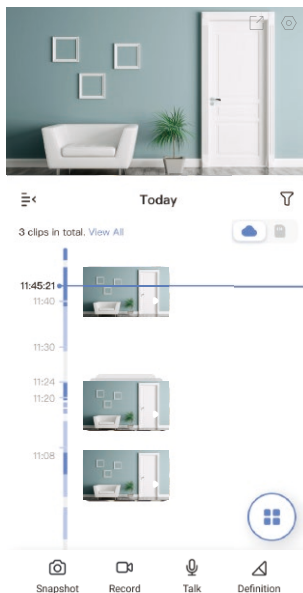 Today
3 clips in total. View All
11:45:21
11:40
11:30
11:24
11:20
11:08
Snapshot
Record
Talk
Definition